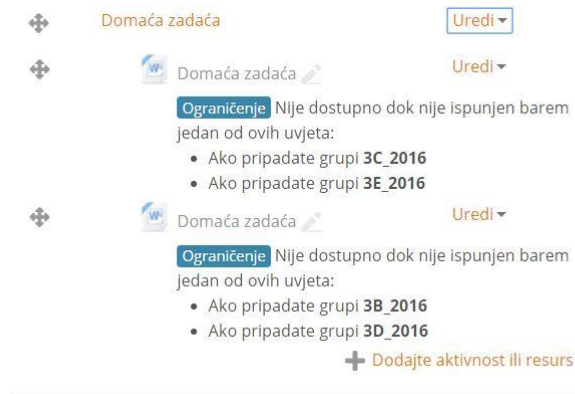 Domaća zadaća Uredi
Domaća zadaća Uredi
Ograničenje Nije dostupno dok nije ispunjen barem
jedan od ovih uvjeta:
Ako pripadate grupi 3C_2016
Ako pripadate grupi 3E_2016
Domaća zadaća Uredi
Ograničenje Nije dostupno dok nije ispunjen barem
jedan od ovih uvjeta:
Ako pripadate grupi 3B_2016
Ako pripadate grupi 3D_2016
Dodajte aktivnost ili resurs